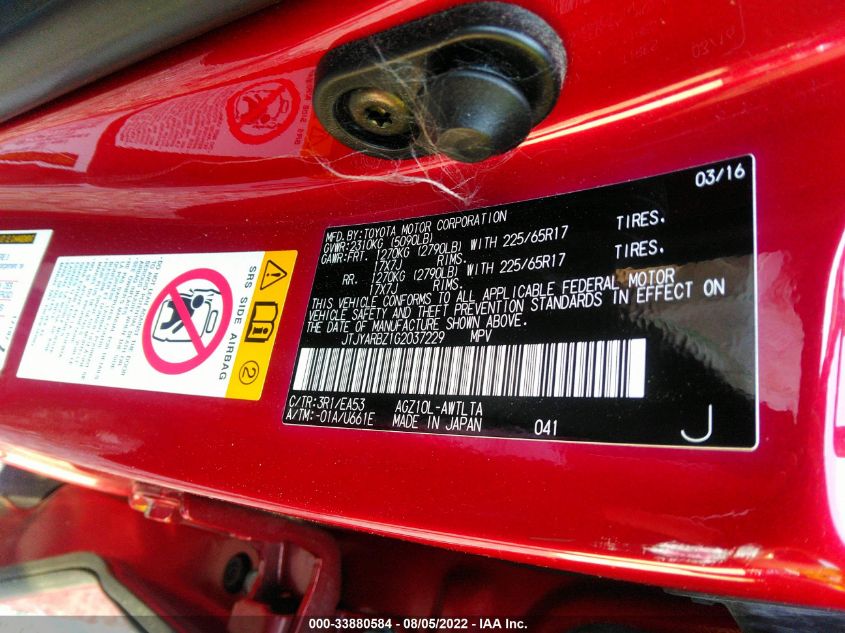 03/16
MFD.BY:TOYOTA MOTOR CORPORATION
GVWR:2310KG (5090LB)
GAWR:FRT. 1270KG (2790LB) WITH 225/65R17 TIRES.
17X7J RIMS.
RR. 1270KG (2790LB) WITH 225/65R17 TIRES.
17X7J RIMS.
THIS VEHICLE CONFORMS TO ALL APPLICABLE FEDERAL MOTOR
VEHICLE SAFETY AND THEFT PREVENTION STANDARDS IN EFFECT ON
THE DATE OF MANUFACTURE SHOWN ABOVE.
JTJYARBZ1G2037229 MPV
C/TR:3R1/EA53 AGZ10L-AWTLTA
A/TM:-01A/U661E MADE IN JAPAN 041
J
SRS SIDE AIRBAG
2
000-33880584 - 08/05/2022 - IAA Inc.